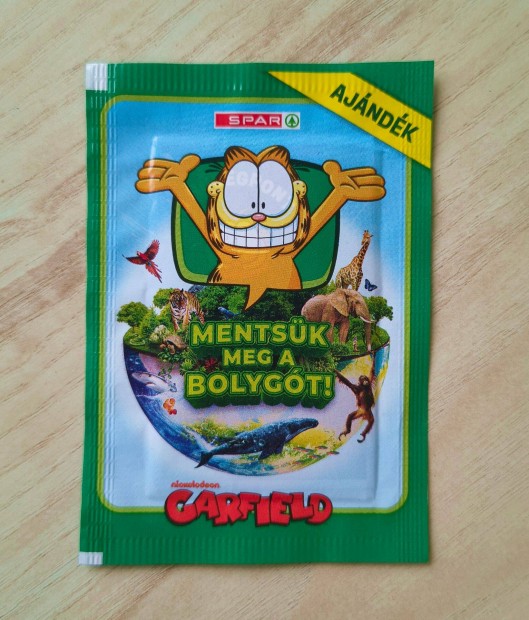 AJÁNDÉK
SPAR
MENTSÜK
MEG A
BOLYGÓT!
nickelodeon
GARFIELD